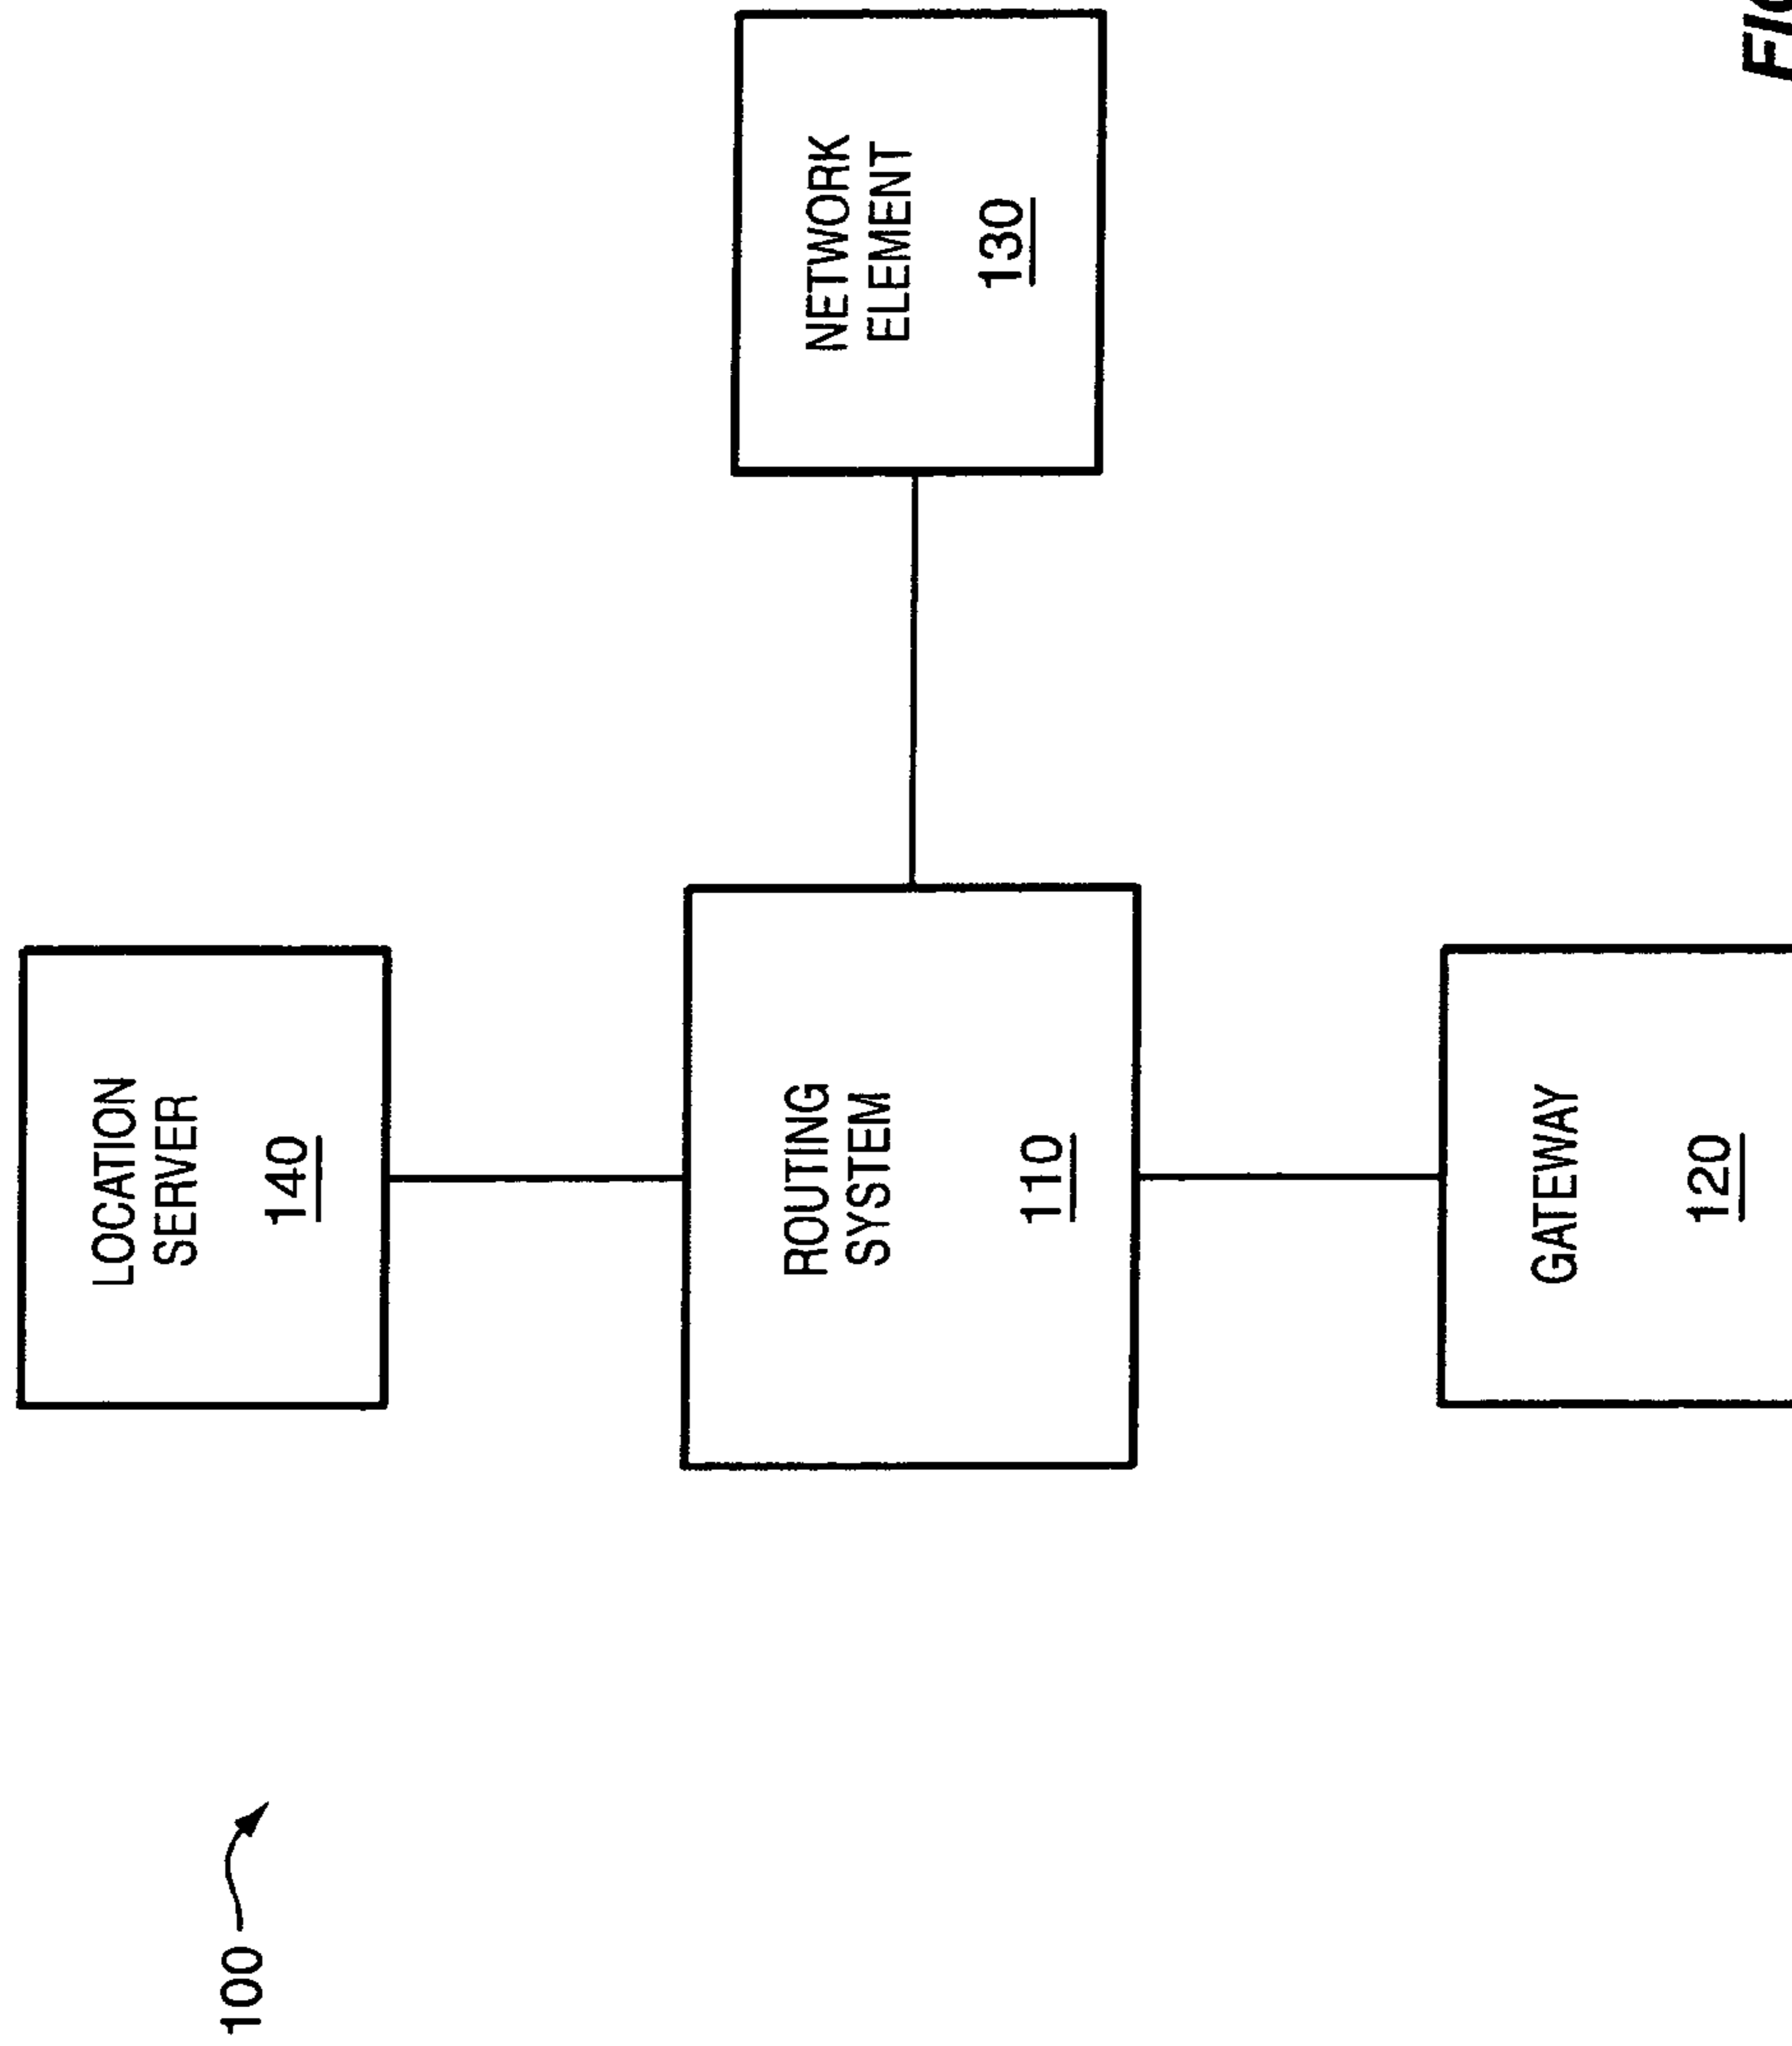 100
LOCATION
SERVER
140
ROUTING
SYSTEM
110
NETWORK
ELEMENT
130
GATEWAY
120